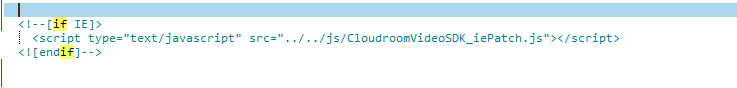 <!--[if IE]>
<script type="text/javascript" src="../../js/CloudroomVideoSDK_iePatch.js"></script>
<![endif]-->